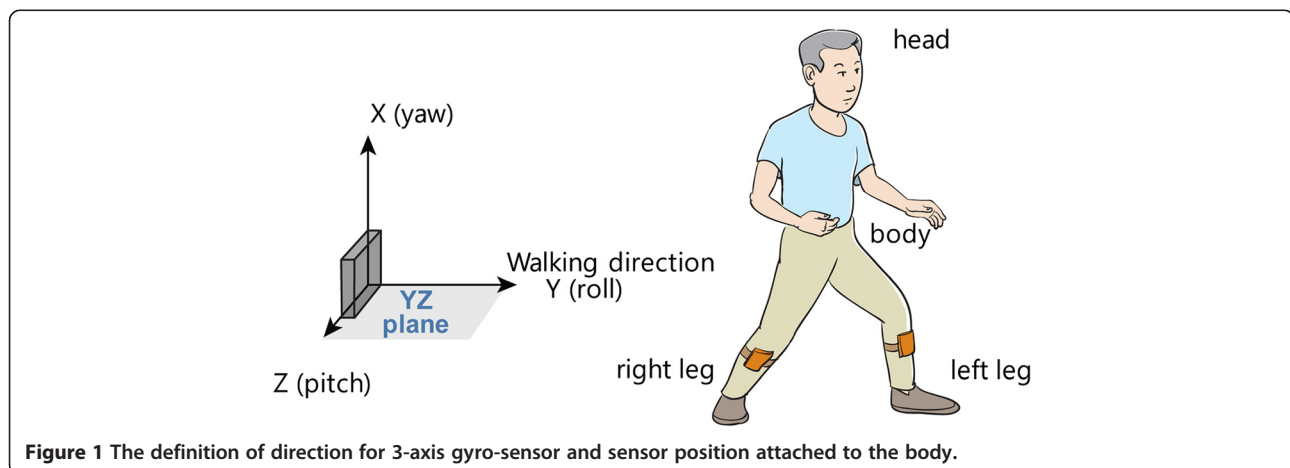 head
X (yaw)
body
Walking direction
Y (roll)
YZ
plane
right leg
left leg
Z (pitch)
Figure 1 The definition of direction for 3-axis gyro-sensor and sensor position attached to the body.